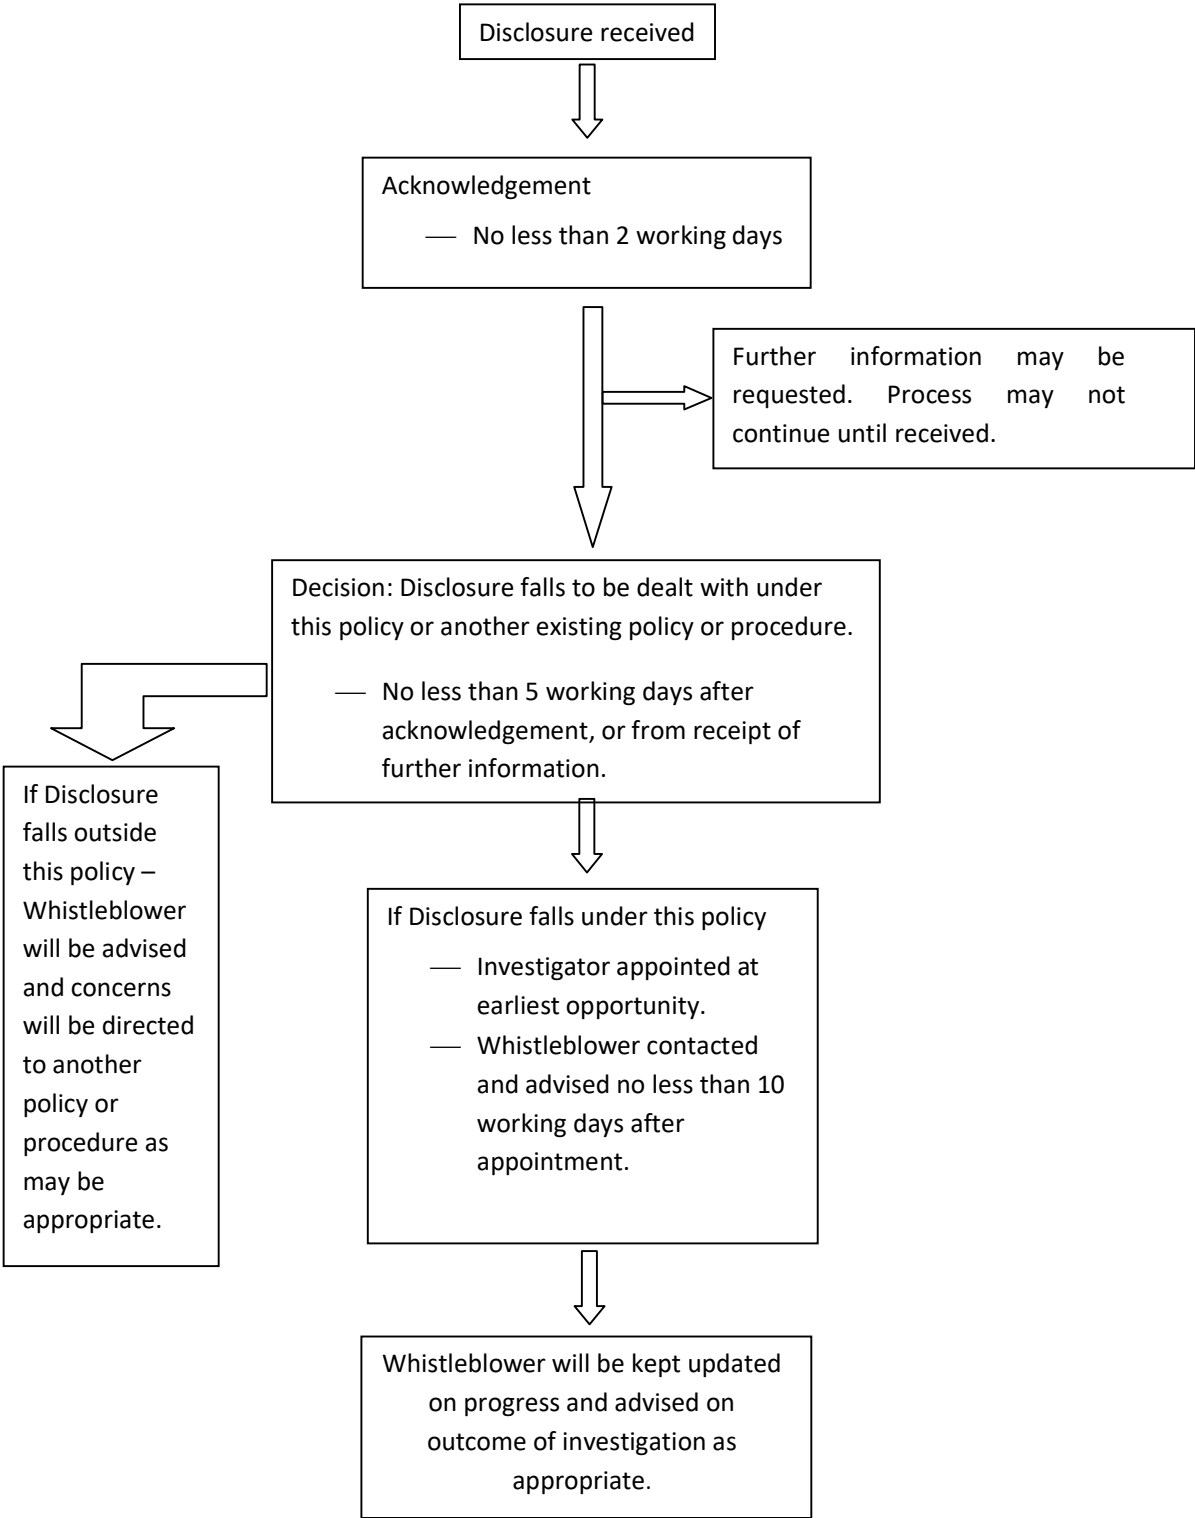 Disclosure received
Acknowledgement
— No less than 2 working days
Further information may be
requested. Process may not
continue until received.
Decision: Disclosure falls to be dealt with under
this policy or another existing policy or procedure.
— No less than 5 working days after
acknowledgement, or from receipt of
further information.
If Disclosure
falls outside
this policy –
Whistleblower
will be advised
and concerns
will be directed
to another
policy or
procedure as
may be
appropriate.
If Disclosure falls under this policy
— Investigator appointed at
earliest opportunity.
— Whistleblower contacted
and advised no less than 10
working days after
appointment.
Whistleblower will be kept updated
on progress and advised on
outcome of investigation as
appropriate.